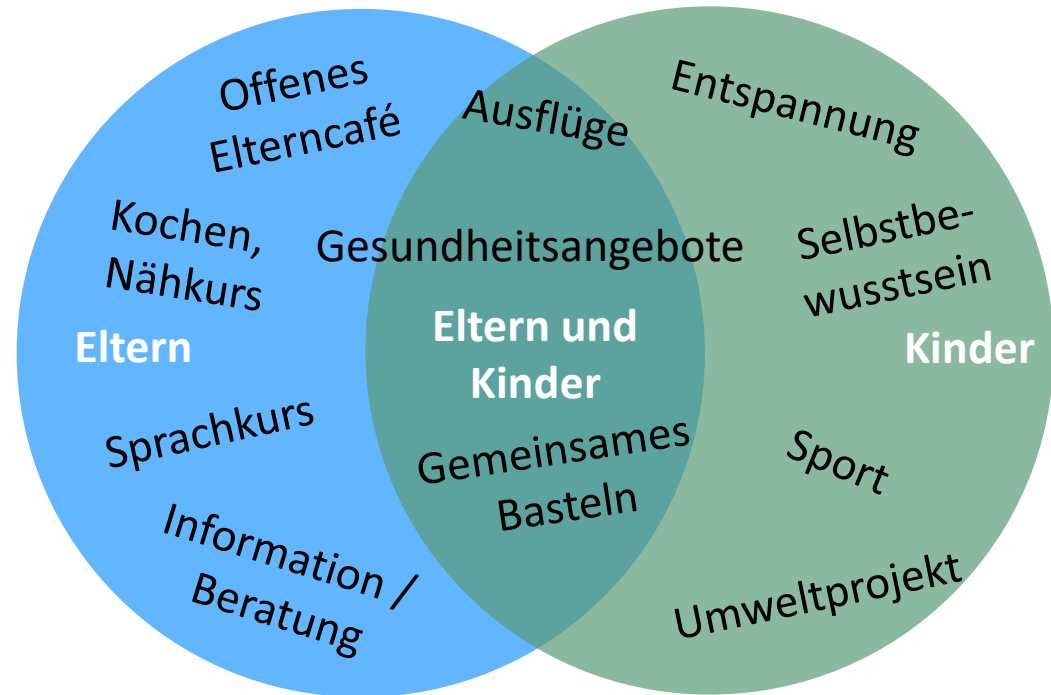 Offenes
Elterncafé
Kochen,
Nähkurs
Eltern
Sprachkurs
Information /
Beratung
Ausflüge
Gesundheitsangebote
Eltern und
Kinder
Gemeinsames
Basteln
Entspannung
Selbstbe-
wusstsein
Kinder
Sport
Umweltprojekt